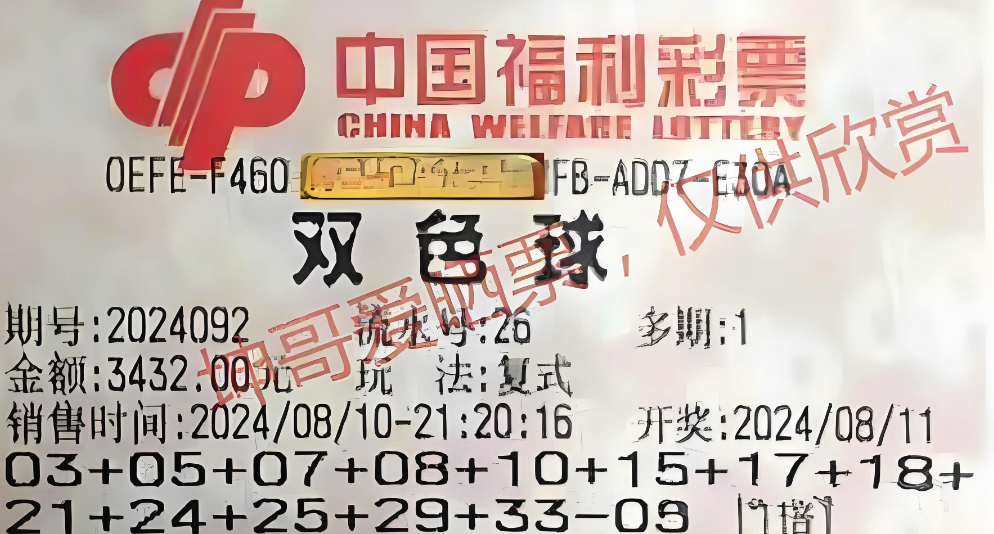 中国福利彩票
CHINA WELFARE LOTTERY
OEFE-F460 FB-ADD7-E30A
双色球
期号:2024092 流水号:26 多期:1
金额:3432.00元 玩 法:复式
销售时间:2024/08/10-21:20:16 开奖:2024/08/11
03+05+07+08+10+15+17+18+
21+24+25+29+33-09
坤哥爱晒票，仅供欣赏